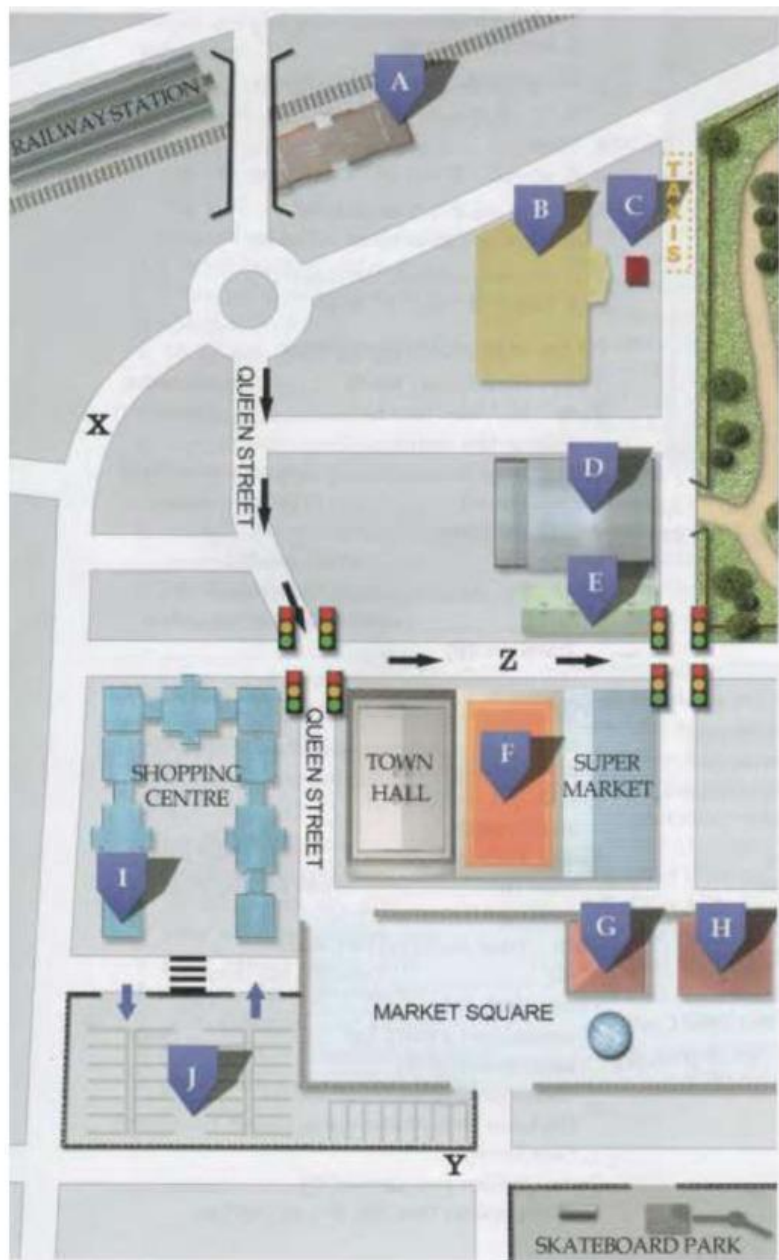 A
RAILWAY STATION
B
C
TAXIS
QUEEN STREET
X
D
E
Z
QUEEN STREET
SHOPPING
CENTRE
TOWN
HALL
F
SUPER
MARKET
I
G
H
MARKET SQUARE
J
Y
SKATEBOARD PARK